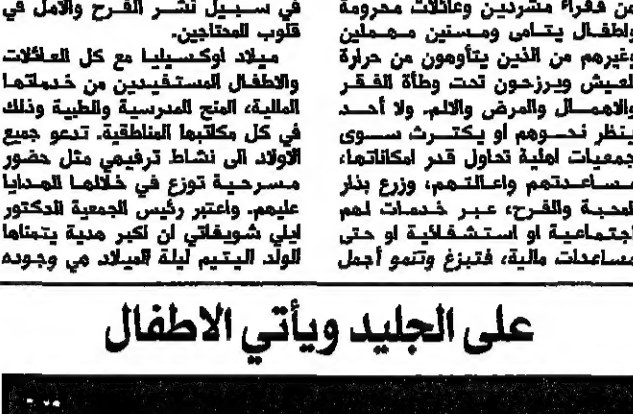 من فقراء مشردين وعائلات محرومة
واطفال يتامى ومسنين مهملين
وغيرهم من الذين يتأوهون من حرارة
العيش ويرزحون تحت وطأة الفقر
والاهمال والمرض والالم. ولا أحد
ينظر نحوهم او يكترث سوى
جمعيات اهلية تحاول قدر امكاناتها،
مساعدتهم واعالتهم، وزرع بذار
المحبة والفرح، عبر خدمات لهم
اجتماعية او استشفائية او حتى
مساعدات مالية، فتبزغ وتنمو أجمل
في سبيل نشر الفرح والأمل في
قلوب المحتاجين.
ميلاد اوكسيليا مع كل العائلات
والاطفال المستفيدين من خدماتها
المالية، المنح المدرسية والطبية وذلك
في كل مكاتبها المناطقية. تدعو جميع
الاولاد الى نشاط ترفيهي مثل حضور
مسرحية توزع في خلالها الهدايا
عليهم. واعتبر رئيس الجمعية الدكتور
ايلي شويفاتي ان اكبر هدية يتمناها
الولد اليتيم ليلة الميلاد هي وجوده
على الجليد ويأتي الاطفال